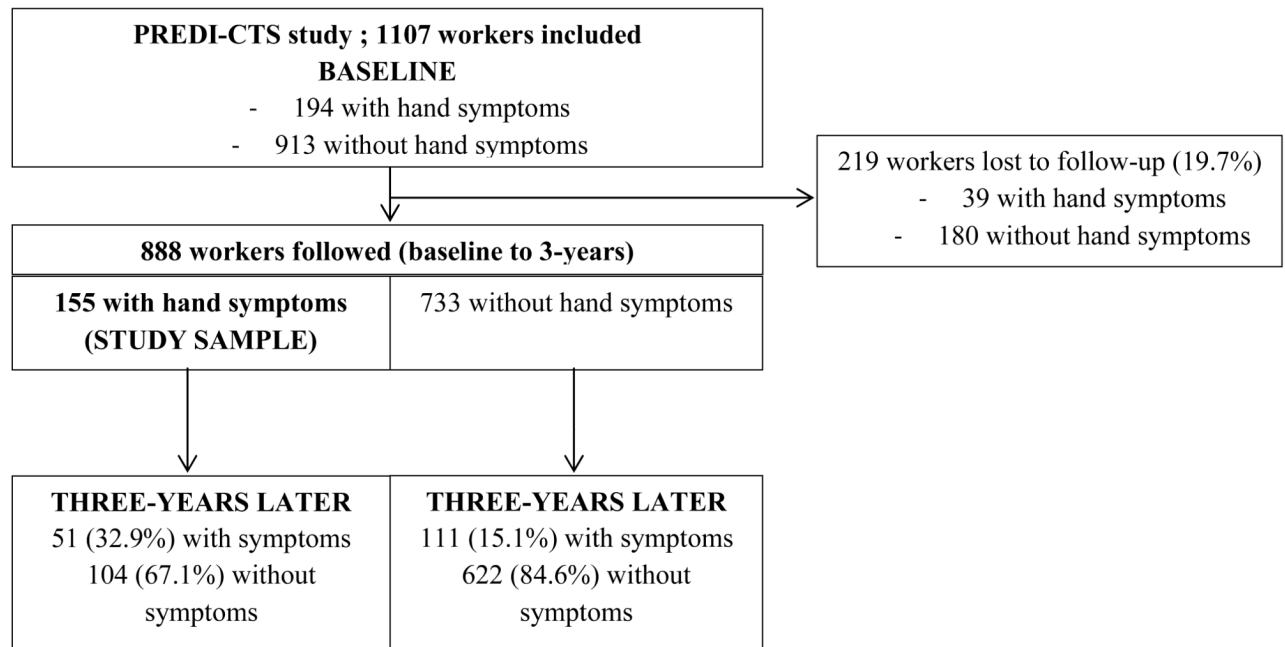 PREDI-CTS study ; 1107 workers included
BASELINE
- 194 with hand symptoms
- 913 without hand symptoms
219 workers lost to follow-up (19.7%)
- 39 with hand symptoms
- 180 without hand symptoms
888 workers followed (baseline to 3-years)
155 with hand symptoms
(STUDY SAMPLE)
733 without hand symptoms
THREE-YEARS LATER
51 (32.9%) with symptoms
104 (67.1%) without
symptoms
THREE-YEARS LATER
111 (15.1%) with symptoms
622 (84.6%) without
symptoms